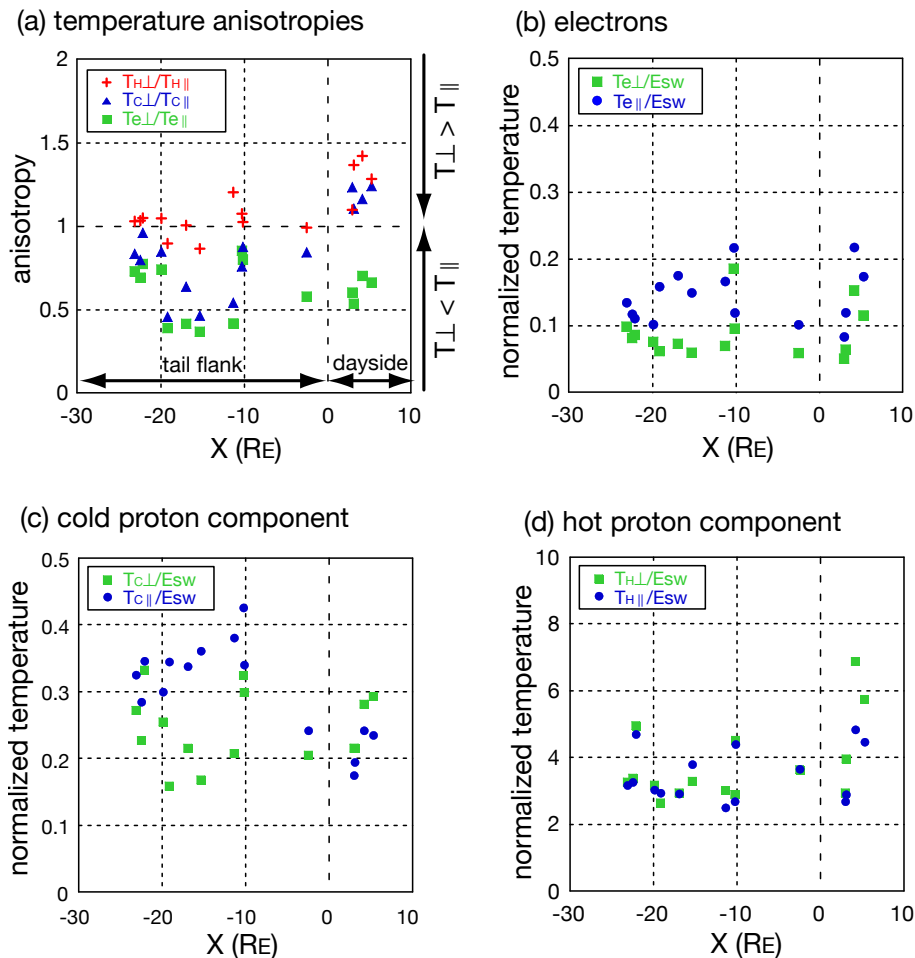 (a) temperature anisotropies
2
1.5
1
0.5
0
anisotropy
TH⊥/TH∥
TC⊥/TC∥
Te⊥/Te∥
tail flank
dayside
T⊥ > T∥
T⊥ < T∥
-30 -20 -10 0 10
X (RE)
(b) electrons
0.5
0.4
0.3
0.2
0.1
0
normalized temperature
Te⊥/Esw
Te∥/Esw
-30 -20 -10 0 10
X (RE)
(c) cold proton component
0.5
0.4
0.3
0.2
0.1
0
normalized temperature
TC⊥/Esw
TC∥/Esw
-30 -20 -10 0 10
X (RE)
(d) hot proton component
10
8
6
4
2
0
normalized temperature
TH⊥/Esw
TH∥/Esw
-30 -20 -10 0 10
X (RE)